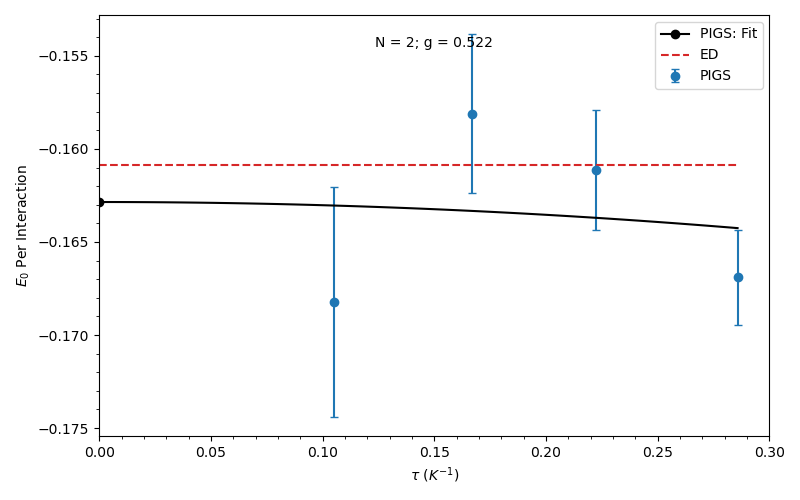 N = 2; g = 0.522
PIGS: Fit
ED
PIGS
−0.155
−0.160
−0.165
−0.170
−0.175
E₀ Per Interaction
0.00 0.05 0.10 0.15 0.20 0.25 0.30
τ (K⁻¹)